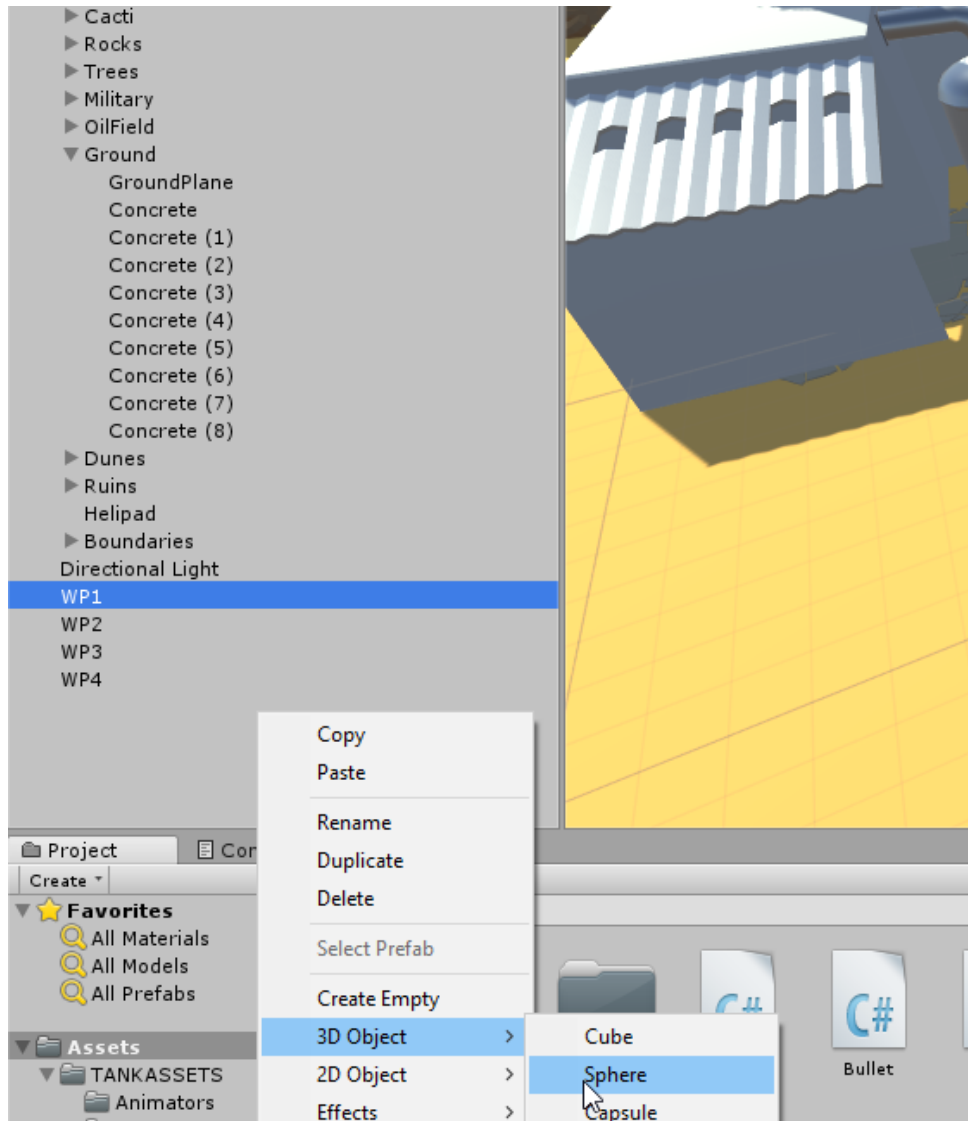 Cacti
Rocks
Trees
Military
OilField
Ground
GroundPlane
Concrete
Concrete (1)
Concrete (2)
Concrete (3)
Concrete (4)
Concrete (5)
Concrete (6)
Concrete (7)
Concrete (8)
Dunes
Ruins
Helipad
Boundaries
Directional Light
WP1
WP2
WP3
WP4
Copy
Paste
Rename
Duplicate
Delete
Select Prefab
Create Empty
3D Object
2D Object
Effects
Cube
Sphere
Capsule
Project
Create
Favorites
All Materials
All Models
All Prefabs
Assets
TANKASSETS
Animators
C#
C#
Bullet